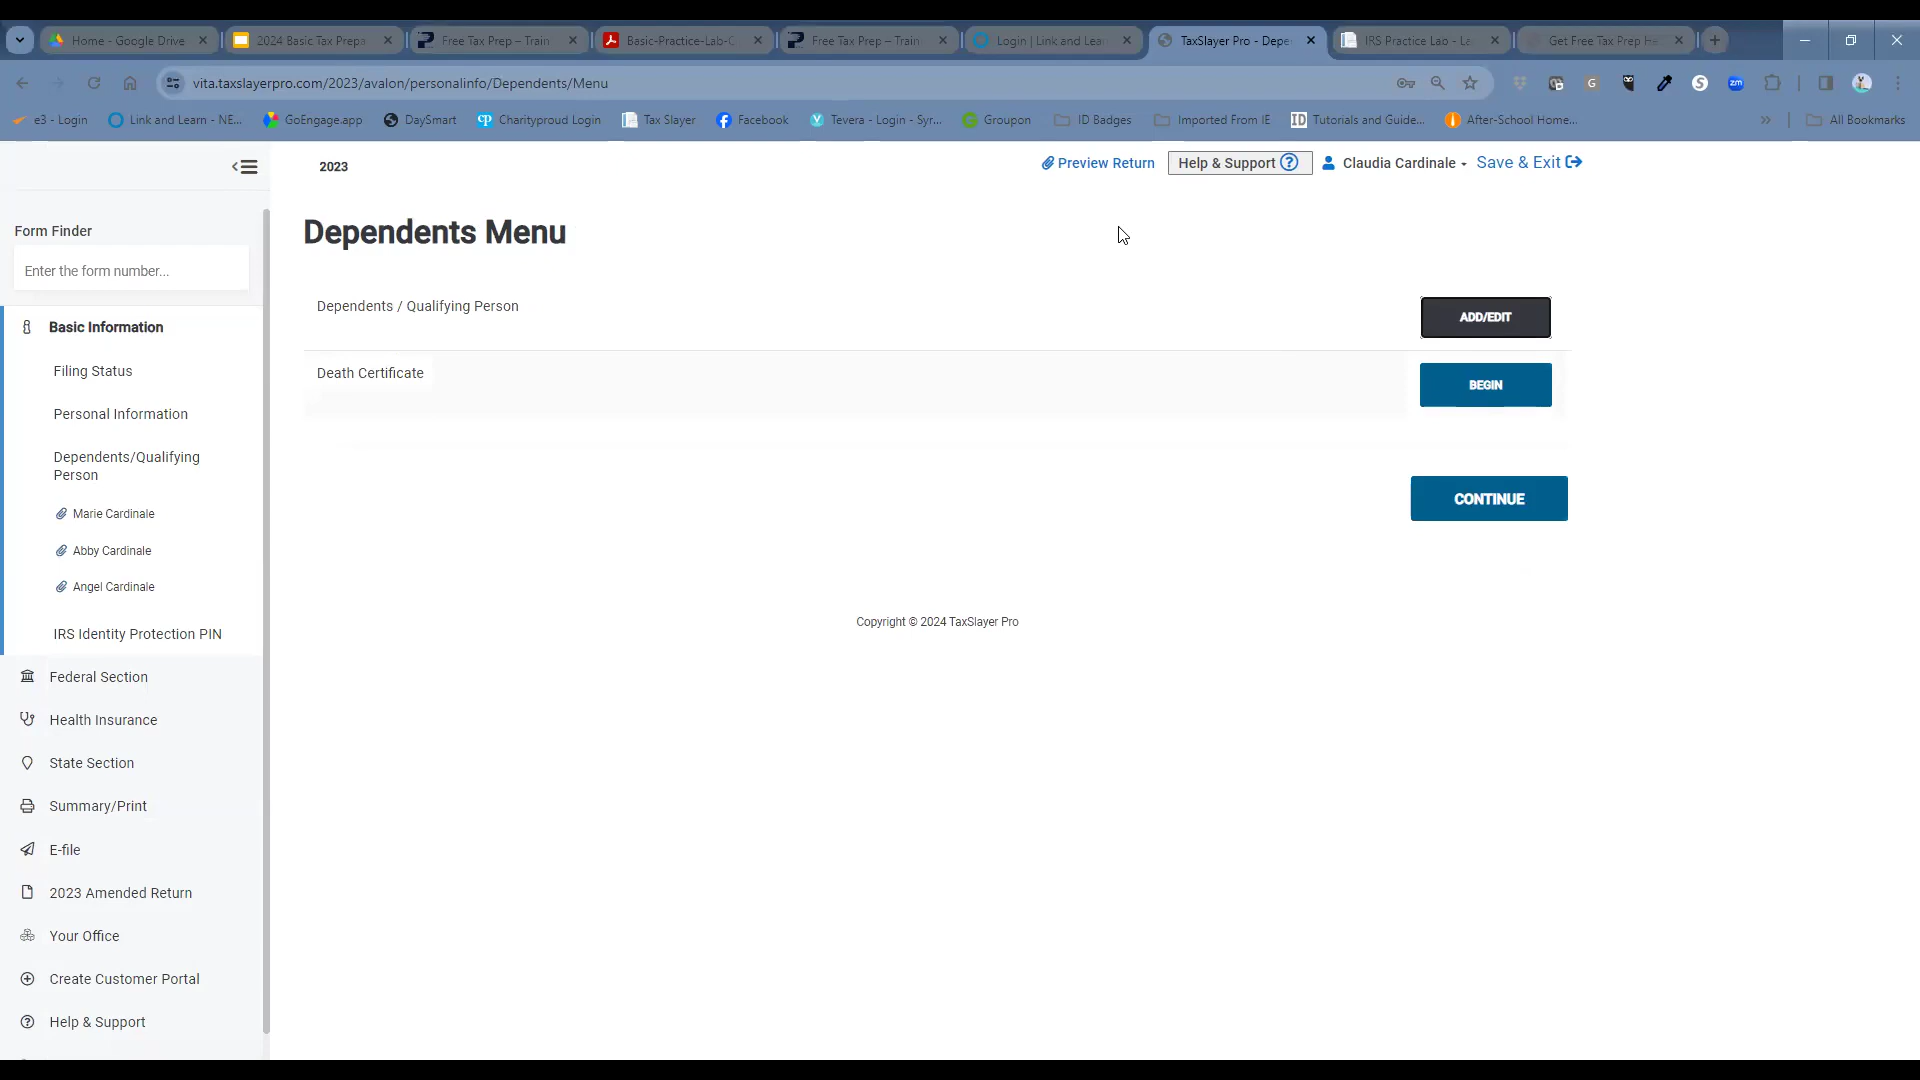 Home - Google Drive
2024 Basic Tax Prepa
Free Tax Prep – Train
Basic-Practice-Lab-C
Free Tax Prep – Train
Login | Link and Lea
TaxSlayer Pro - Depe
IRS Practice Lab - La
Get Free Tax Prep He
vita.taxslayerpro.com/2023/avalon/personalinfo/Dependents/Menu
e3 - Login
Link and Learn - NE...
GoEngage.app
DaySmart
Charityproud Login
Tax Slayer
Facebook
Tevera - Login - Syr...
Groupon
ID Badges
Imported From IE
Tutorials and Guide...
After-School Home...
All Bookmarks
2023
Preview Return
Help & Support
Claudia Cardinale
Save & Exit
Form Finder
Enter the form number...
Basic Information
Filing Status
Personal Information
Dependents/Qualifying
Person
Marie Cardinale
Abby Cardinale
Angel Cardinale
IRS Identity Protection PIN
Federal Section
Health Insurance
State Section
Summary/Print
E-file
2023 Amended Return
Your Office
Create Customer Portal
Help & Support
Dependents Menu
Dependents / Qualifying Person
ADD/EDIT
Death Certificate
BEGIN
CONTINUE
Copyright © 2024 TaxSlayer Pro